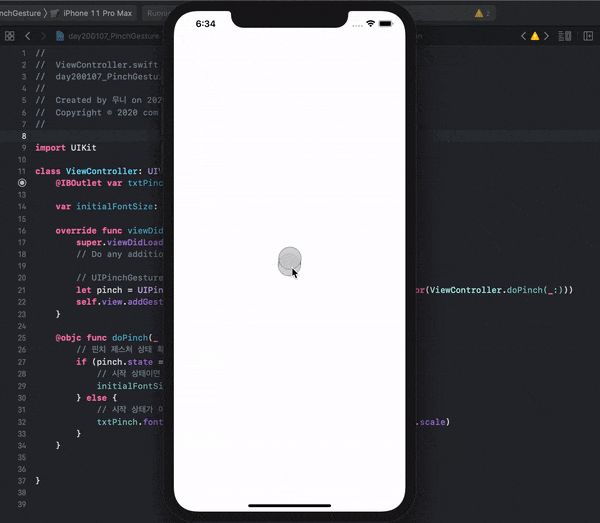 nchGesture
iPhone 11 Pro Max
2
day200107_PinchGesture
6:34
1 //
2 // ViewController.swift
3 // day200107_PinchGestu
4 //
5 // Created by 무니 on 202
6 // Copyright © 2020 com
7 //
8
9 import UIKit
10
11 class ViewController: UIV
@IBOutlet var txtPinc
13
14 var initialFontSize:
15
16 override func viewDid
17 super.viewDidLoad
18 // Do any additio
19
20 // UIPinchGesture
21 let pinch = UIPin or(ViewController.doPinch(_:)))
22 self.view.addGest
23 }
24
25 @objc func doPinch(_
26 // 핀치 제스처 상태 확
27 if (pinch.state =
28 // 시작 상태이면
29 initialFontSi
30 } else {
31 // 시작 상태가 아
32 txtPinch.font .scale)
33 }
34 }
35
36
37 }
38
39